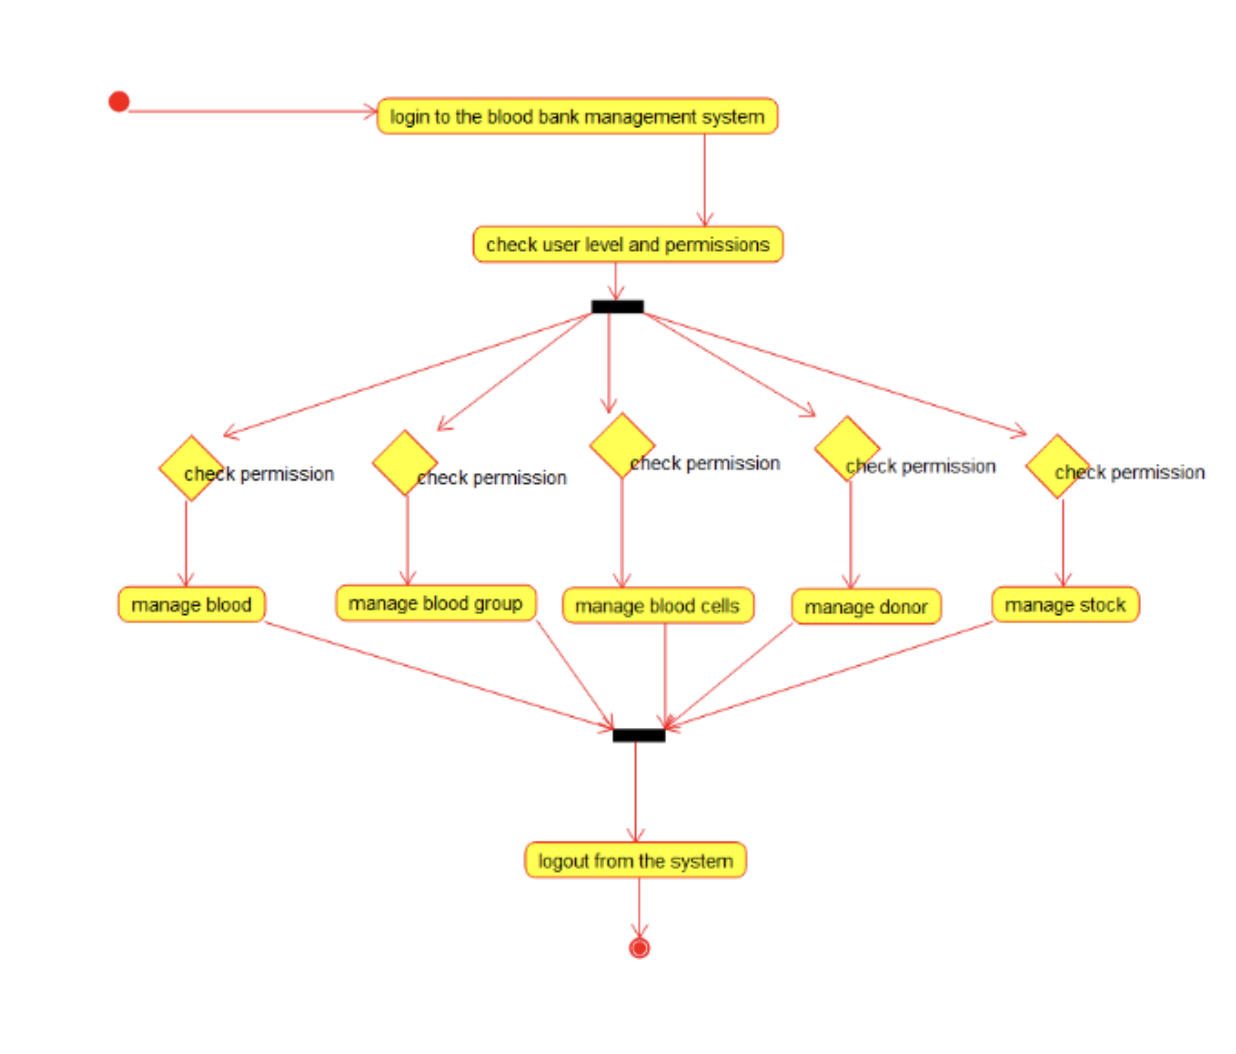 login to the blood bank management system
check user level and permissions
check permission
check permission
check permission
check permission
check permission
manage blood
manage blood group
manage blood cells
manage donor
manage stock
logout from the system